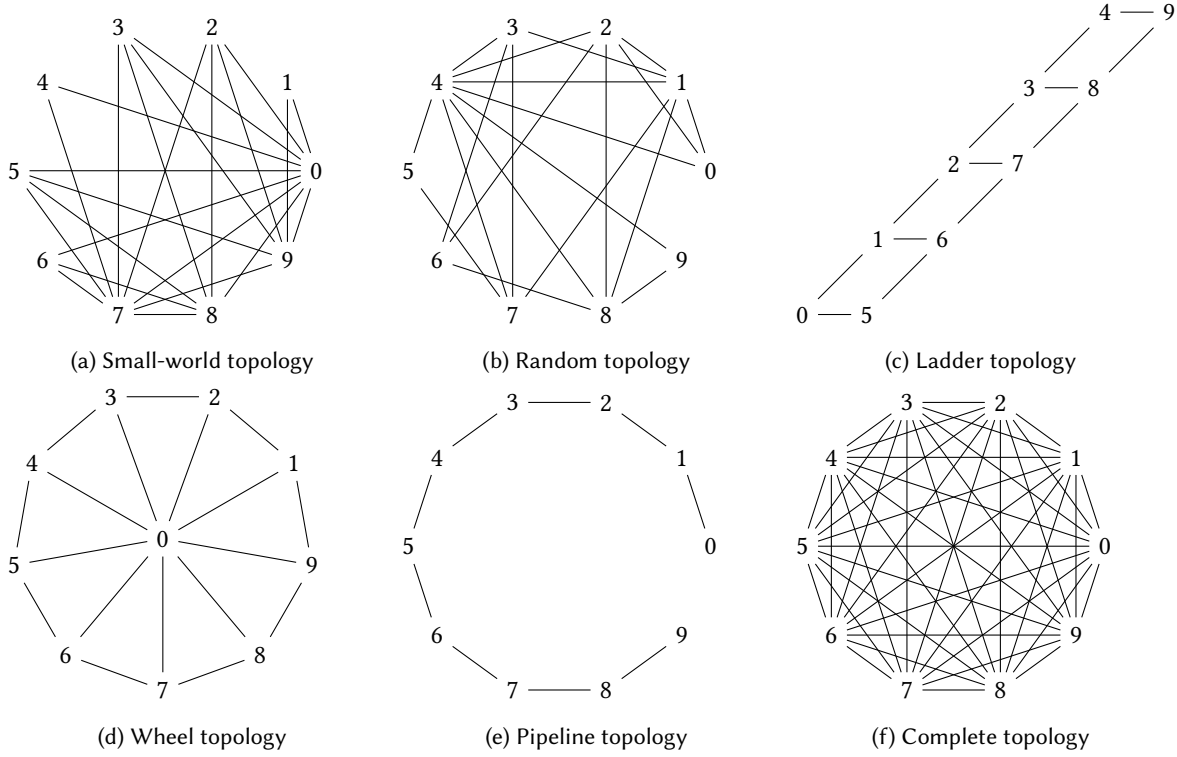 3 2 3 2 4 9
4 1 4 1 3 8
5 0 5 0 2 7
6 9 6 9 1 6
7 8 7 8 0 5
(a) Small-world topology (b) Random topology (c) Ladder topology
3 2 3 2 3 2
4 1 4 1 4 1
0
5 9 5 0 5 0
6 8 6 9 6 9
7 7 8 7 8
(d) Wheel topology (e) Pipeline topology (f) Complete topology